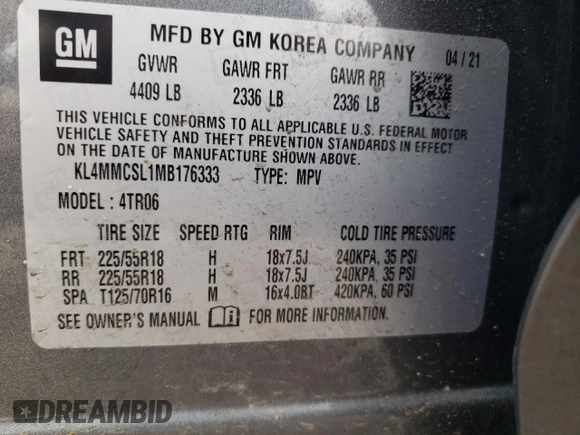 GM
MFD BY GM KOREA COMPANY
04 / 21
GVWR GAWR FRT GAWR RR
4409 LB 2336 LB 2336 LB
THIS VEHICLE CONFORMS TO ALL APPLICABLE U.S. FEDERAL MOTOR
VEHICLE SAFETY AND THEFT PREVENTION STANDARDS IN EFFECT
ON THE DATE OF MANUFACTURE SHOWN ABOVE.
KL4MMCSL1MB176333 TYPE: MPV
MODEL : 4TR06
TIRE SIZE SPEED RTG RIM COLD TIRE PRESSURE
FRT 225/55R18 H 18x7.5J 240KPA, 35 PSI
RR 225/55R18 H 18x7.5J 240KPA, 35 PSI
SPA T125/70R16 M 16x4.0BT 420KPA, 60 PSI
SEE OWNER'S MANUAL FOR MORE INFORMATION.
DREAMBID